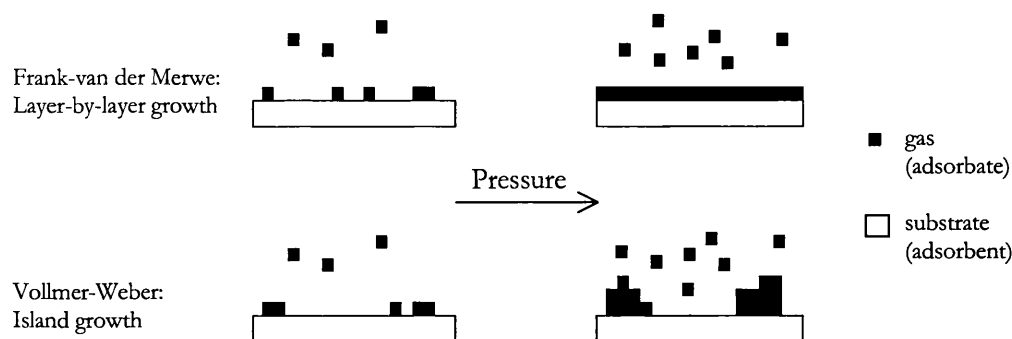 Frank-van der Merwe:
Layer-by-layer growth
gas
(adsorbate)
Pressure
substrate
(adsorbent)
Vollmer-Weber:
Island growth